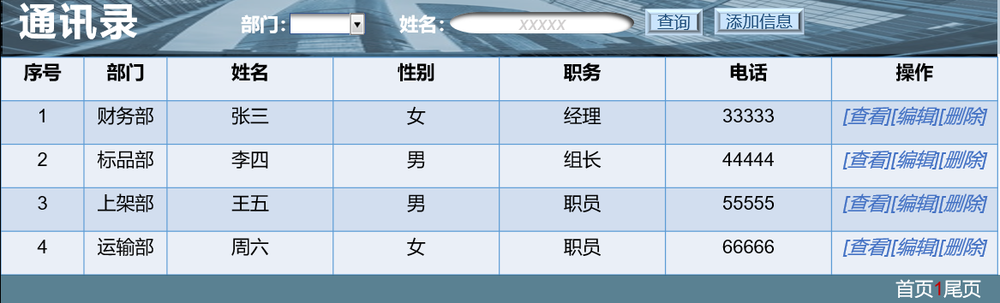 通讯录 部门: 姓名: XXXXX 查询 添加信息
序号 部门 姓名 性别 职务 电话 操作
1 财务部 张三 女 经理 33333 [查看][编辑][删除]
2 标品部 李四 男 组长 44444 [查看][编辑][删除]
3 上架部 王五 男 职员 55555 [查看][编辑][删除]
4 运输部 周六 女 职员 66666 [查看][编辑][删除]
首页1尾页